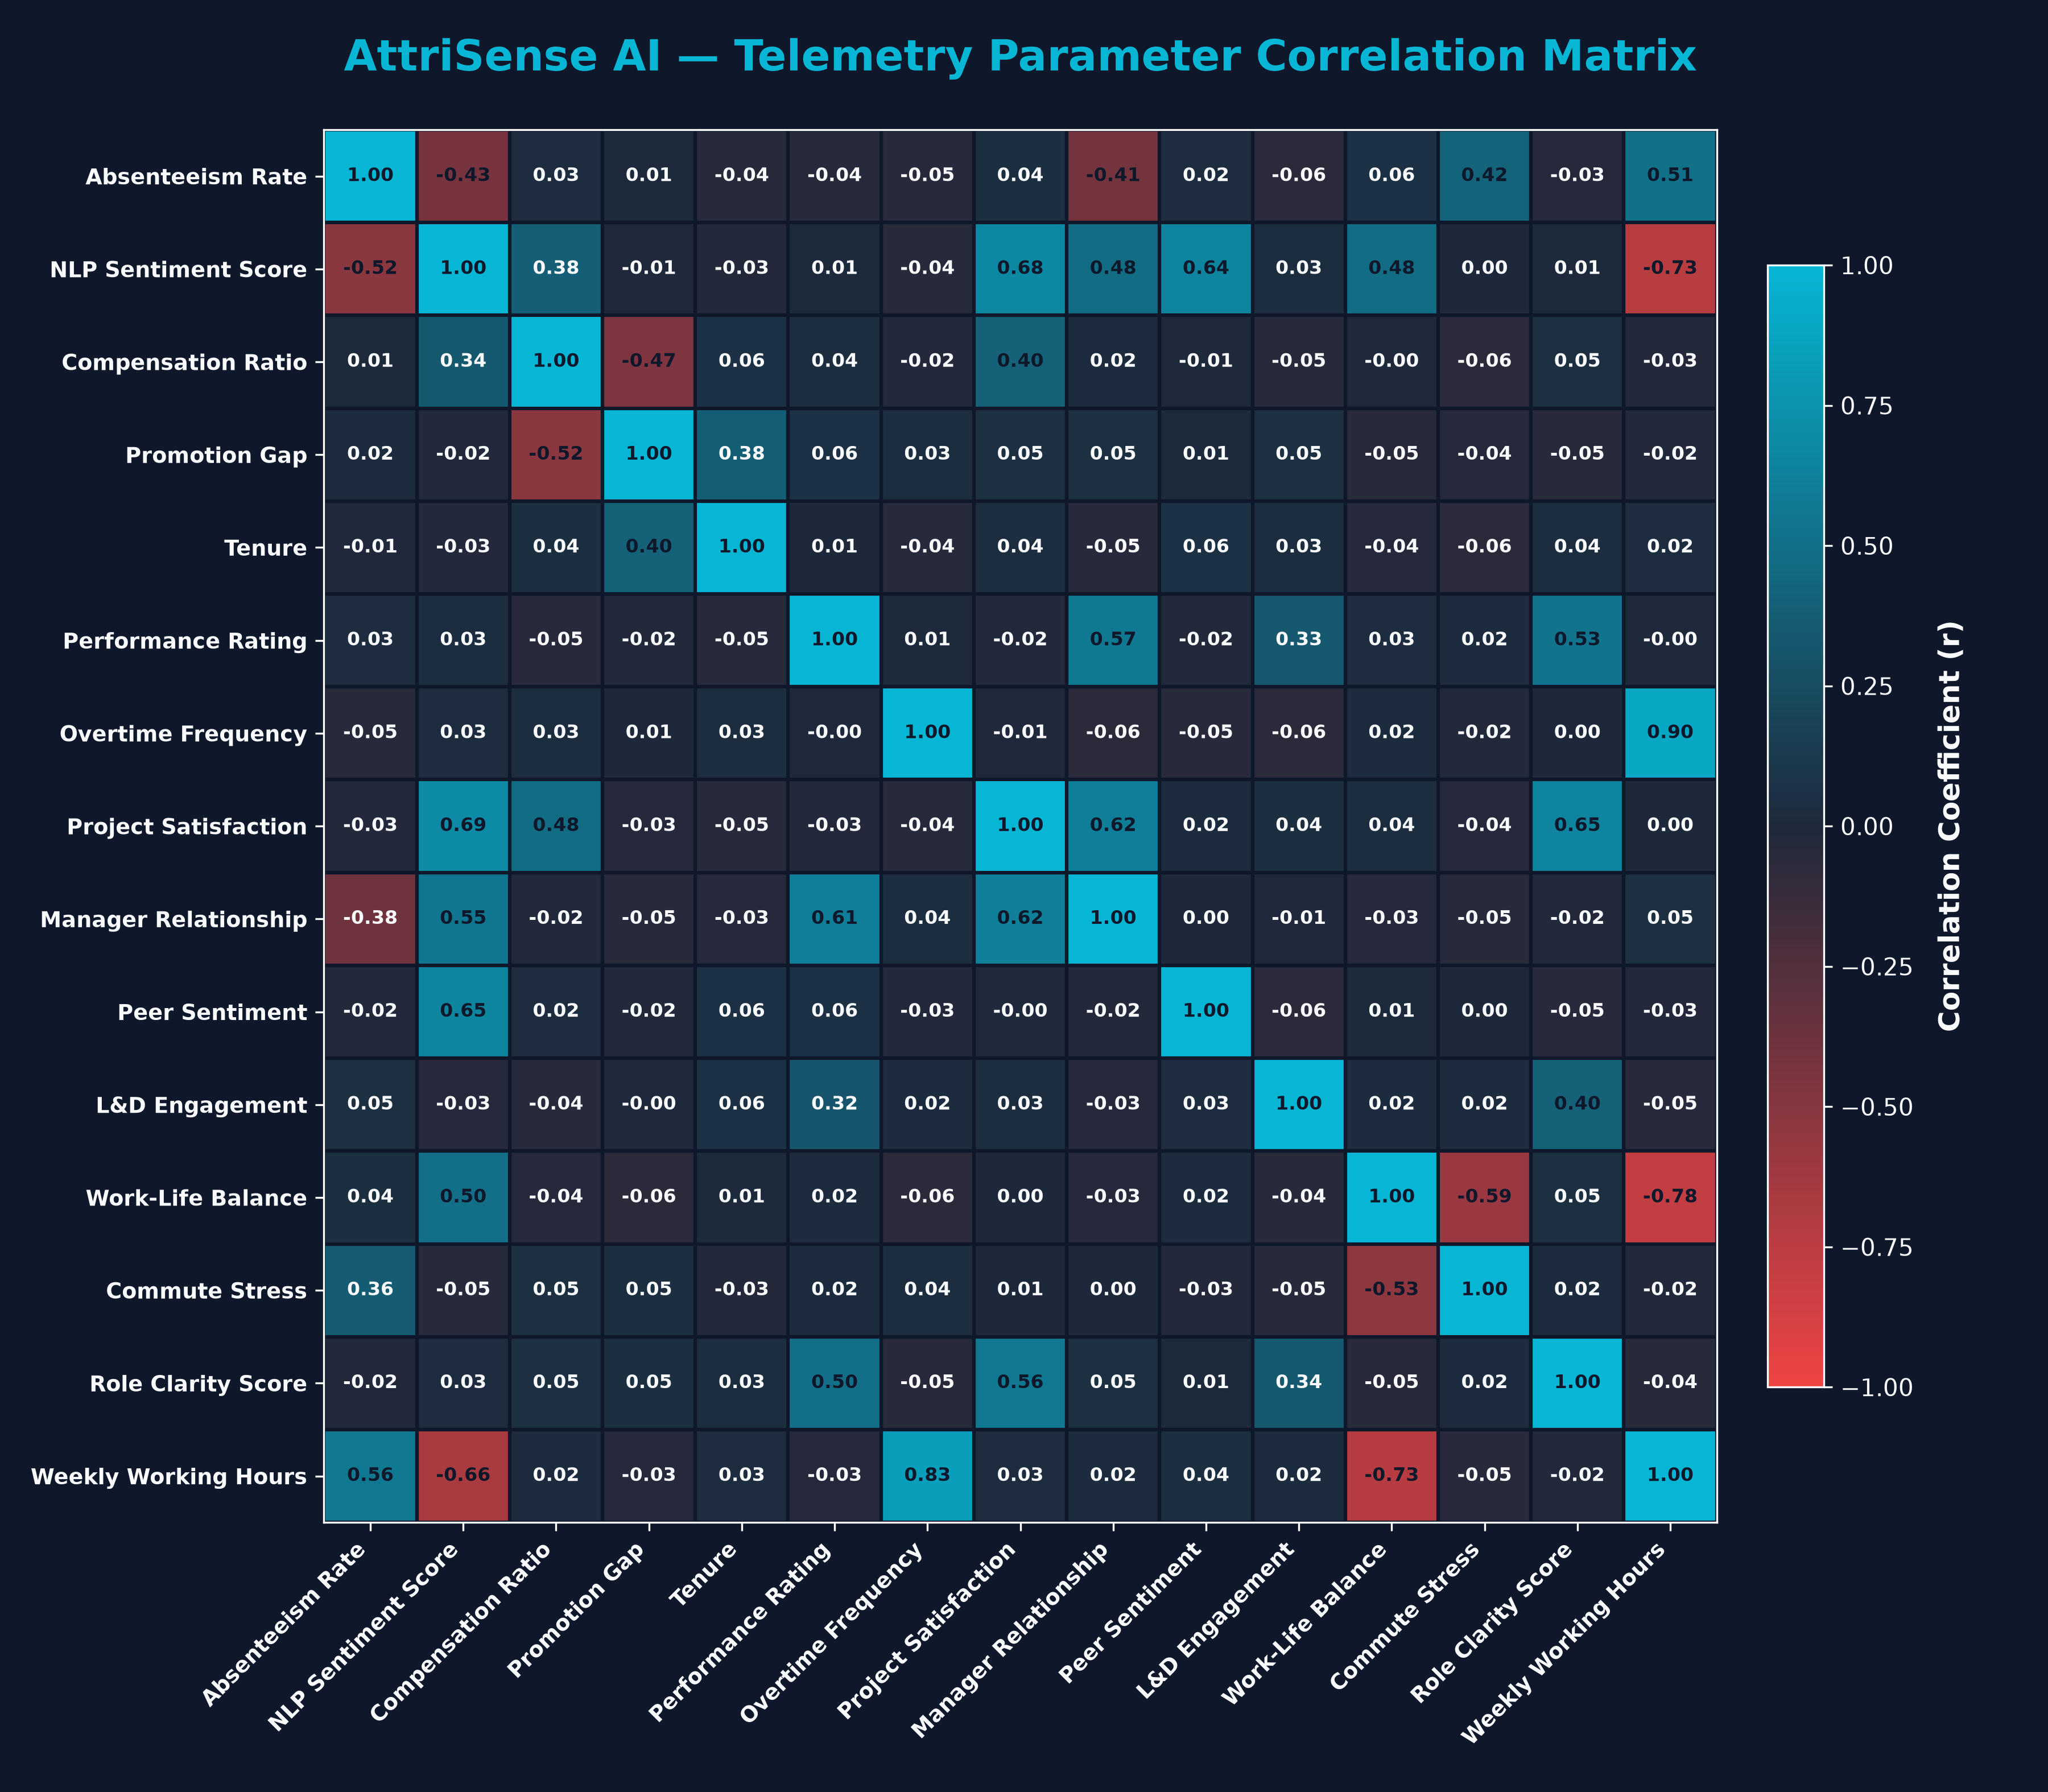 AttriSense AI — Telemetry Parameter Correlation Matrix
Absenteeism Rate 1.00 -0.43 0.03 0.01 -0.04 -0.04 -0.05 0.04 -0.41 0.02 -0.06 0.06 0.42 -0.03 0.51
NLP Sentiment Score -0.52 1.00 0.38 -0.01 -0.03 0.01 -0.04 0.68 0.48 0.64 0.03 0.48 0.00 0.01 -0.73
Compensation Ratio 0.01 0.34 1.00 -0.47 0.06 0.04 -0.02 0.40 0.02 -0.01 -0.05 -0.00 -0.06 0.05 -0.03
Promotion Gap 0.02 -0.02 -0.52 1.00 0.38 0.06 0.03 0.05 0.05 0.01 0.05 -0.05 -0.04 -0.05 -0.02
Tenure -0.01 -0.03 0.04 0.40 1.00 0.01 -0.04 0.04 -0.05 0.06 0.03 -0.04 -0.06 0.04 0.02
Performance Rating 0.03 0.03 -0.05 -0.02 -0.05 1.00 0.01 -0.02 0.57 -0.02 0.33 0.03 0.02 0.53 -0.00
Overtime Frequency -0.05 0.03 0.03 0.01 0.03 -0.00 1.00 -0.01 -0.06 -0.05 -0.06 0.02 -0.02 0.00 0.90
Project Satisfaction -0.03 0.69 0.48 -0.03 -0.05 -0.03 -0.04 1.00 0.62 0.02 0.04 0.04 -0.04 0.65 0.00
Manager Relationship -0.38 0.55 -0.02 -0.05 -0.03 0.61 0.04 0.62 1.00 0.00 -0.01 -0.03 -0.05 -0.02 0.05
Peer Sentiment -0.02 0.65 0.02 -0.02 0.06 0.06 -0.03 -0.00 -0.02 1.00 -0.06 0.01 0.00 -0.05 -0.03
L&D Engagement 0.05 -0.03 -0.04 -0.00 0.06 0.32 0.02 0.03 -0.03 0.03 1.00 0.02 0.02 0.40 -0.05
Work-Life Balance 0.04 0.50 -0.04 -0.06 0.01 0.02 -0.06 0.00 -0.03 0.02 -0.04 1.00 -0.59 0.05 -0.78
Commute Stress 0.36 -0.05 0.05 0.05 -0.03 0.02 0.04 0.01 0.00 -0.03 -0.05 -0.53 1.00 0.02 -0.02
Role Clarity Score -0.02 0.03 0.05 0.05 0.03 0.50 -0.05 0.56 0.05 0.01 0.34 -0.05 0.02 1.00 -0.04
Weekly Working Hours 0.56 -0.66 0.02 -0.03 0.03 -0.03 0.83 0.03 0.02 0.04 0.02 -0.73 -0.05 -0.02 1.00
Absenteeism Rate
NLP Sentiment Score
Compensation Ratio
Promotion Gap
Tenure
Performance Rating
Overtime Frequency
Project Satisfaction
Manager Relationship
Peer Sentiment
L&D Engagement
Work-Life Balance
Commute Stress
Role Clarity Score
Weekly Working Hours
1.00
0.75
0.50
0.25
0.00
−0.25
−0.50
−0.75
−1.00
Correlation Coefficient (r)